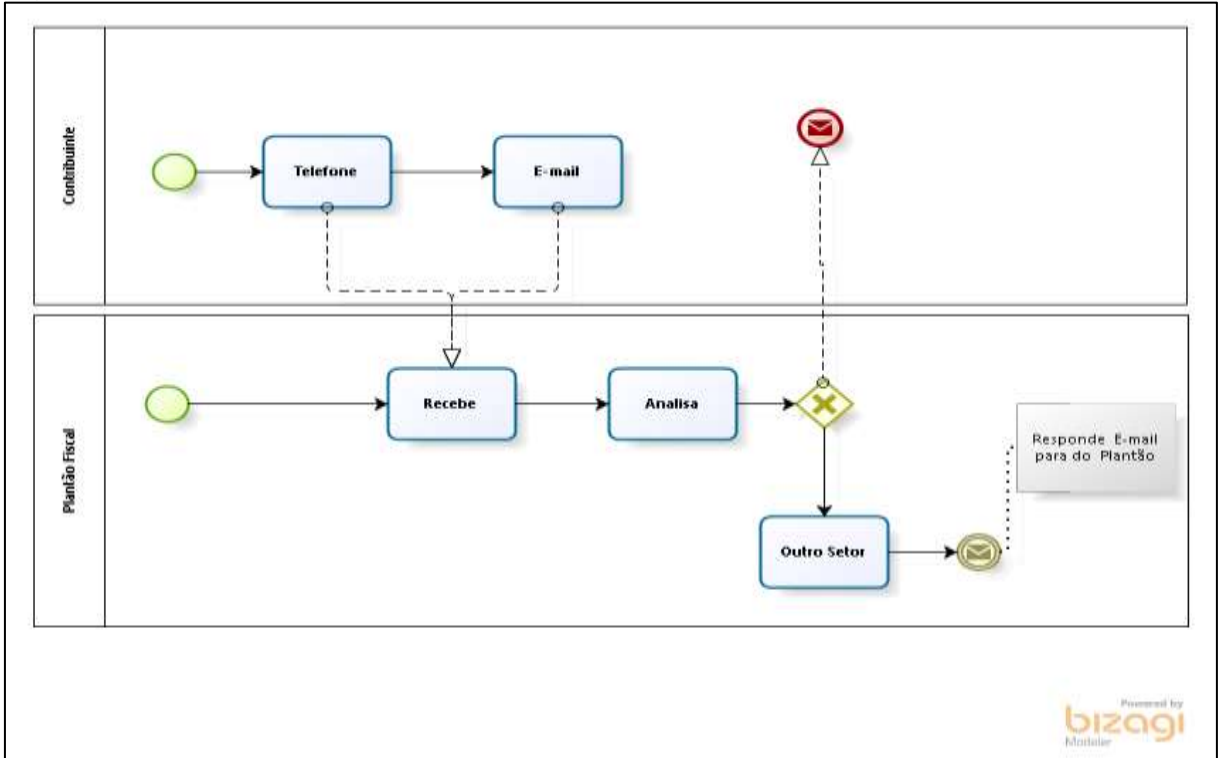 Contribuinte
Telefone
E-mail
Plantão Fiscal
Recebe
Analisa
Responde E-mail
para do Plantão
Outro Setor
Powered by
bizagi
Modeler